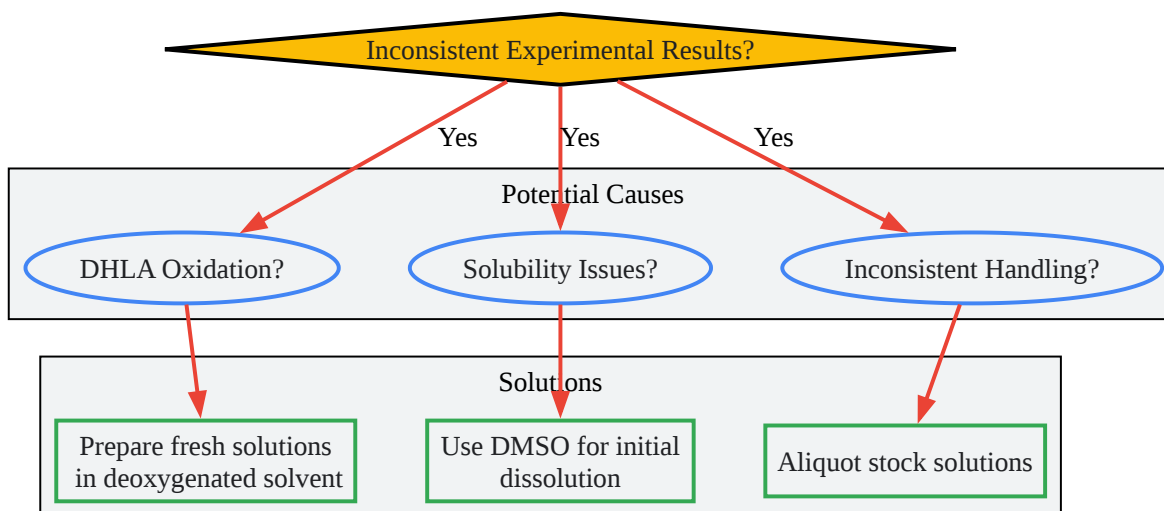 Inconsistent Experimental Results?
Yes
Yes
Yes
Potential Causes
DHLA Oxidation?
Solubility Issues?
Inconsistent Handling?
Solutions
Prepare fresh solutions
in deoxygenated solvent
Use DMSO for initial
dissolution
Aliquot stock solutions